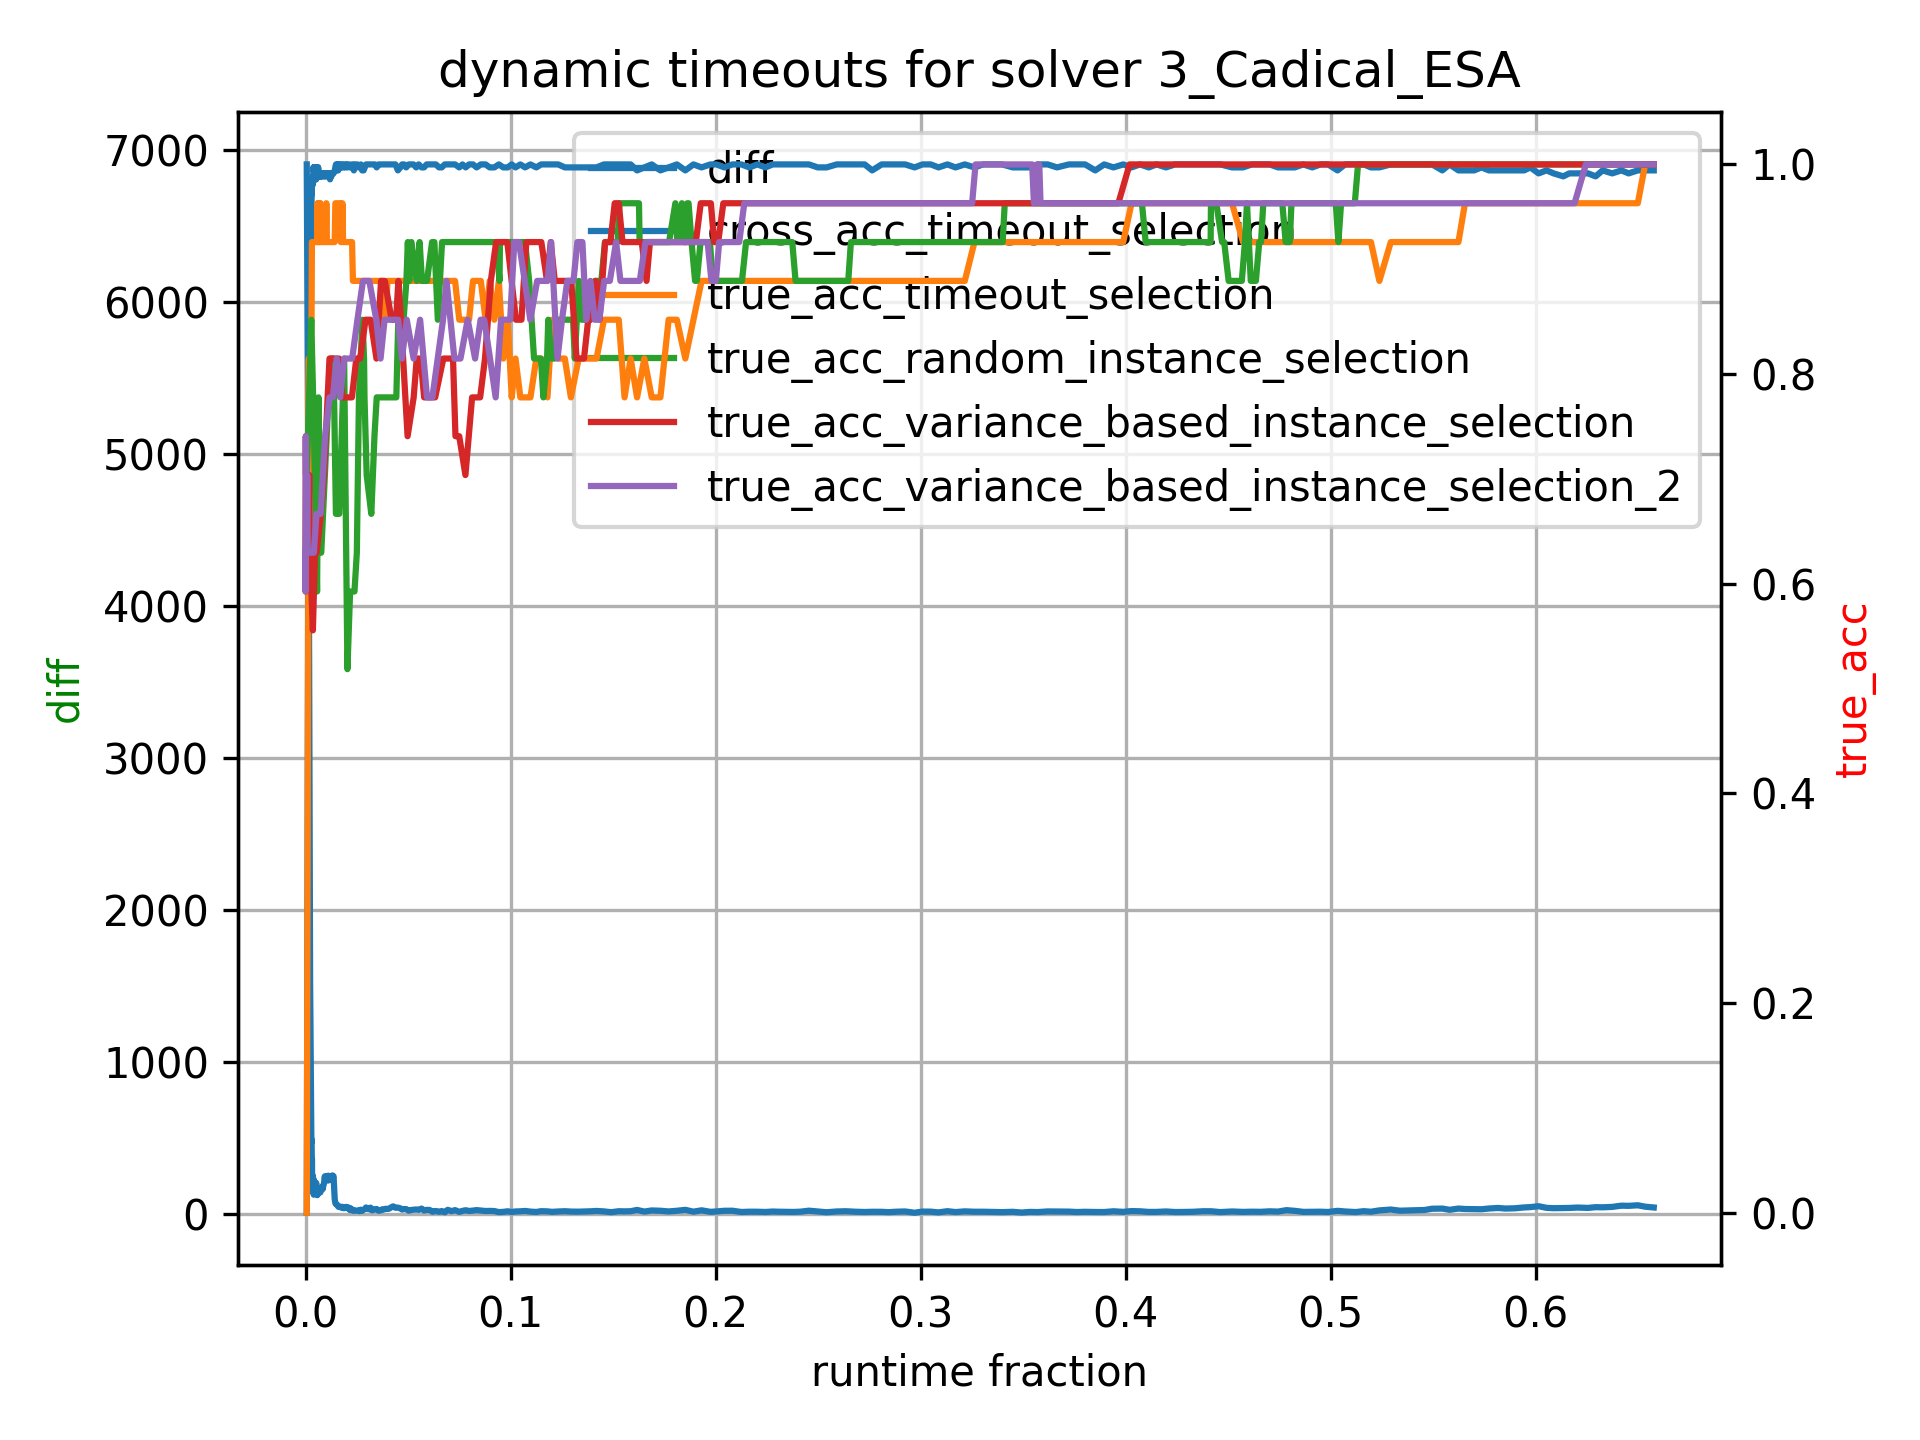 dynamic timeouts for solver 3_Cadical_ESA
diff
cross_acc_timeout_selection
true_acc_timeout_selection
true_acc_random_instance_selection
true_acc_variance_based_instance_selection
true_acc_variance_based_instance_selection_2
7000
6000
5000
4000
3000
2000
1000
0
diff
1.0
0.8
0.6
0.4
0.2
0.0
true_acc
0.0 0.1 0.2 0.3 0.4 0.5 0.6
runtime fraction